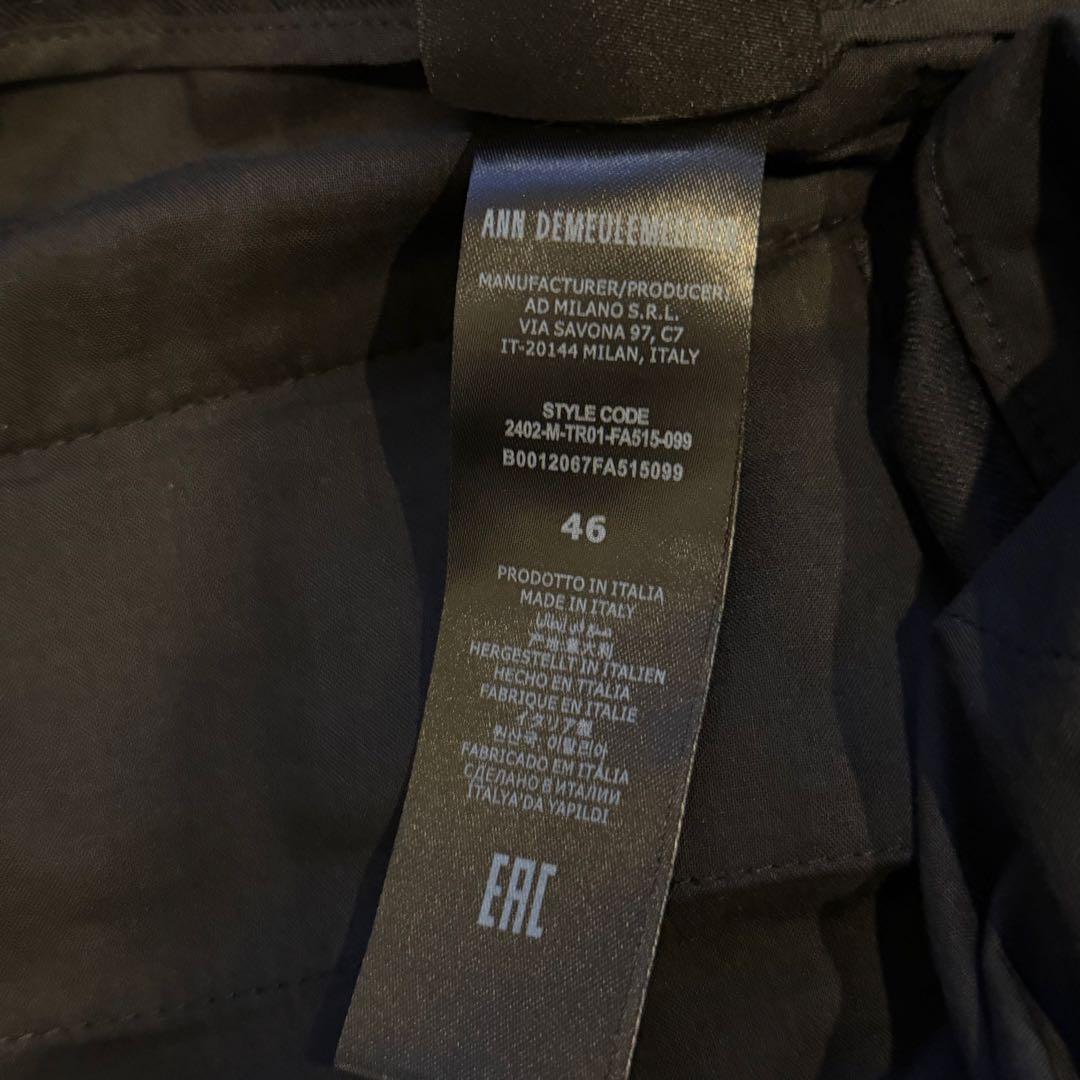 ANN DEMEULEMEESTER
MANUFACTURER/PRODUCER:
AD MILANO S.R.L.
VIA SAVONA 97, C7
IT-20144 MILAN, ITALY
STYLE CODE
2402-M-TR01-FA515-099
B0012067FA515099
46
PRODOTTO IN ITALIA
MADE IN ITALY
صنع في إيطاليا
产地意大利
HERGESTELLT IN ITALIEN
HECHO EN ITALIA
FABRIQUE EN ITALIE
イタリア製
원산국: 이탈리아
FABRICADO EM ITÁLIA
СДЕЛАНО В ИТАЛИИ
ITALYA'DA YAPILDI
EAC